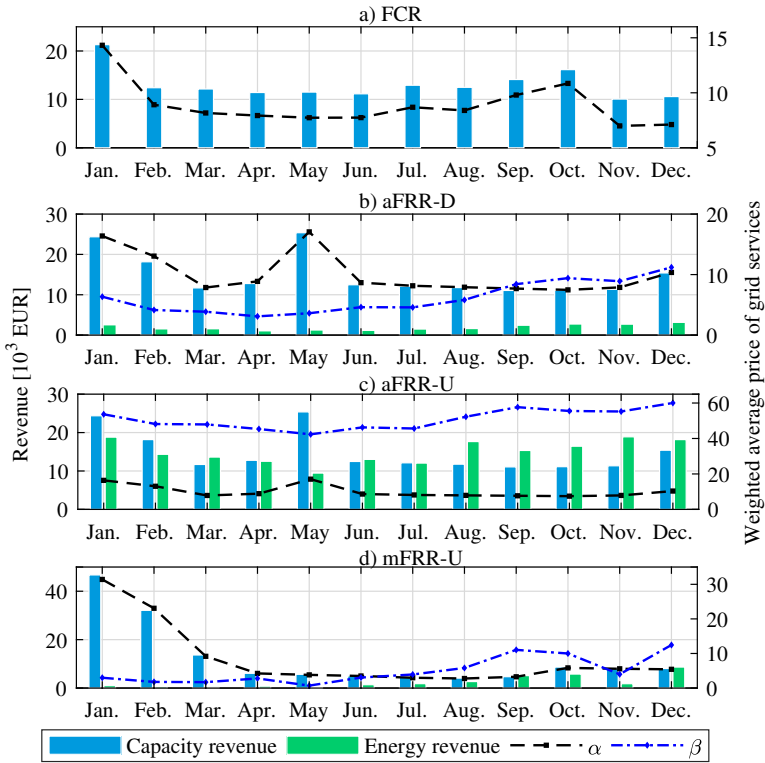 a) FCR
20
10
0
15
10
5
Jan. Feb. Mar. Apr. May Jun. Jul. Aug. Sep. Oct. Nov. Dec.
b) aFRR-D
30
20
10
0
20
10
0
Jan. Feb. Mar. Apr. May Jun. Jul. Aug. Sep. Oct. Nov. Dec.
c) aFRR-U
30
20
10
0
60
40
20
0
Jan. Feb. Mar. Apr. May Jun. Jul. Aug. Sep. Oct. Nov. Dec.
d) mFRR-U
40
20
0
30
20
10
0
Jan. Feb. Mar. Apr. May Jun. Jul. Aug. Sep. Oct. Nov. Dec.
Revenue [10³ EUR]
Weighted average price of grid services
Capacity revenue Energy revenue α β